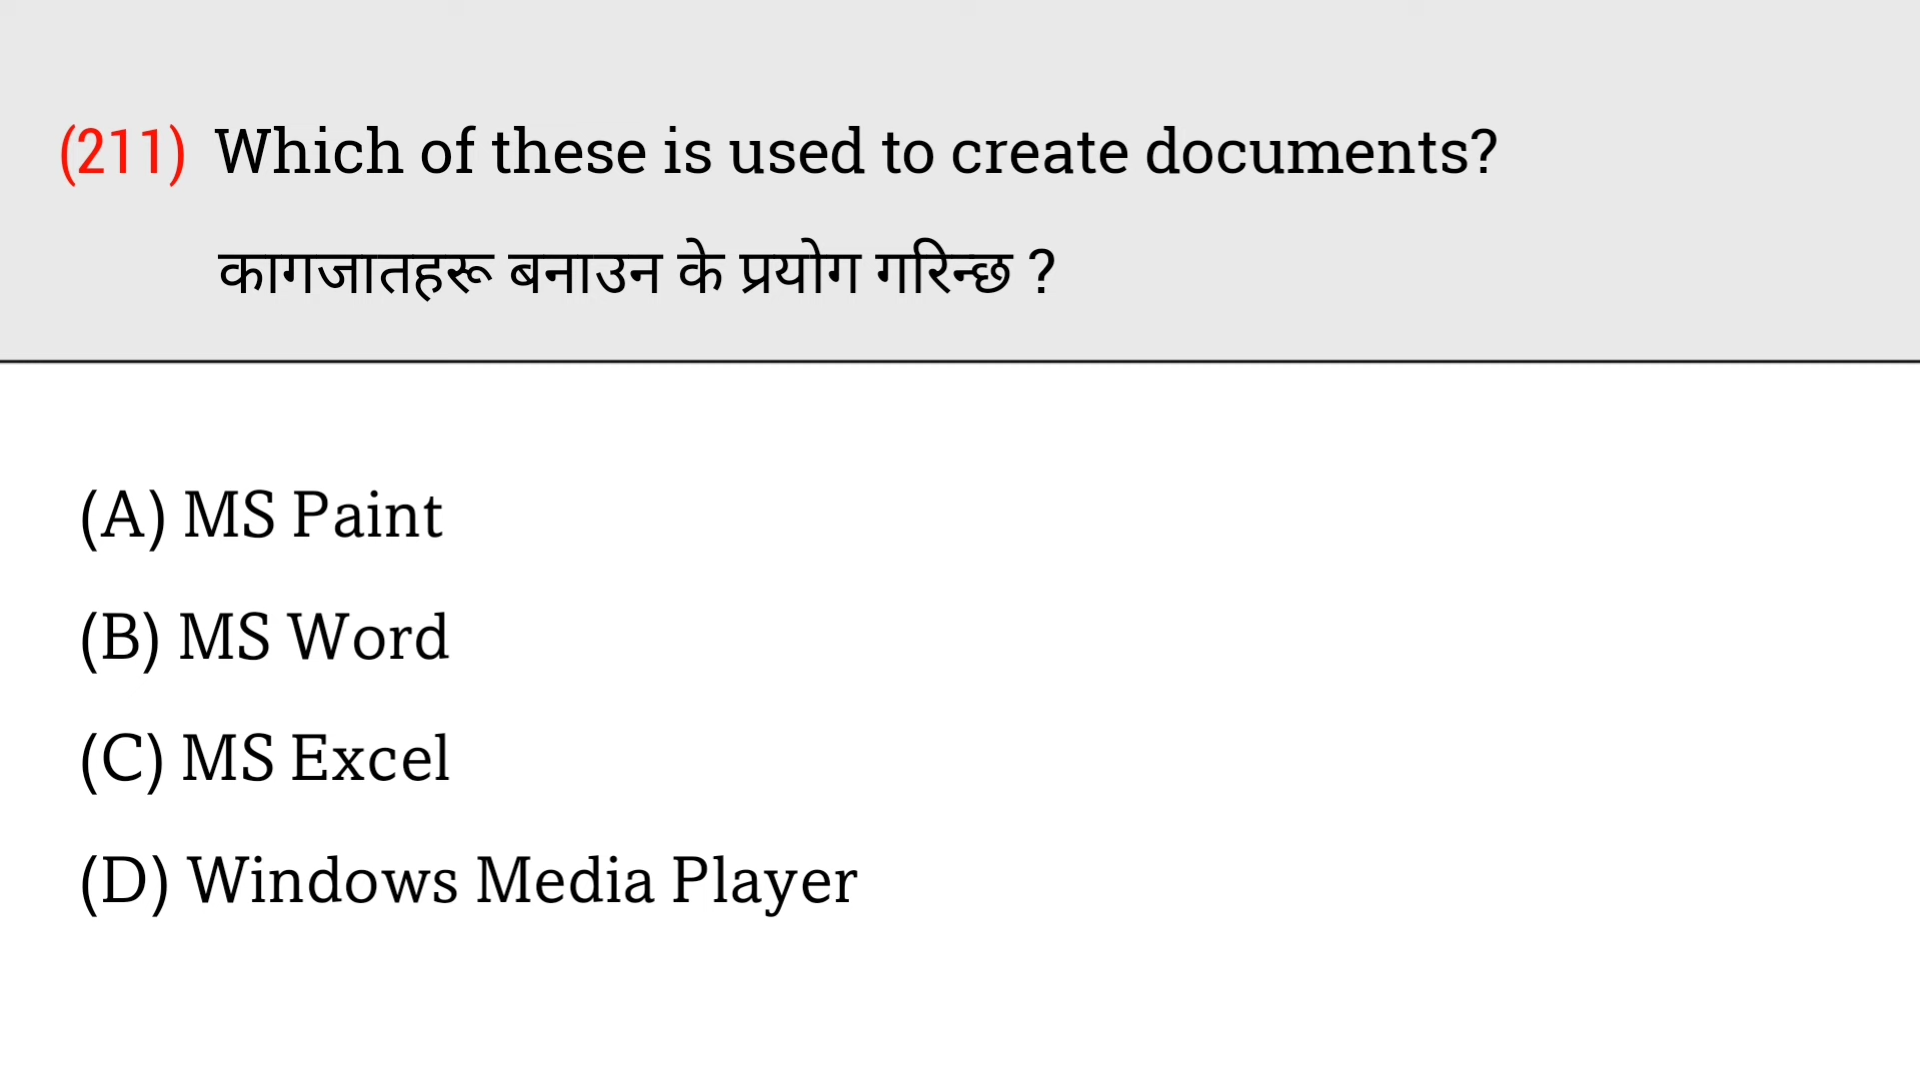 (211) Which of these is used to create documents?
कागजातहरू बनाउन के प्रयोग गरिन्छ ?
(A) MS Paint
(B) MS Word
(C) MS Excel
(D) Windows Media Player